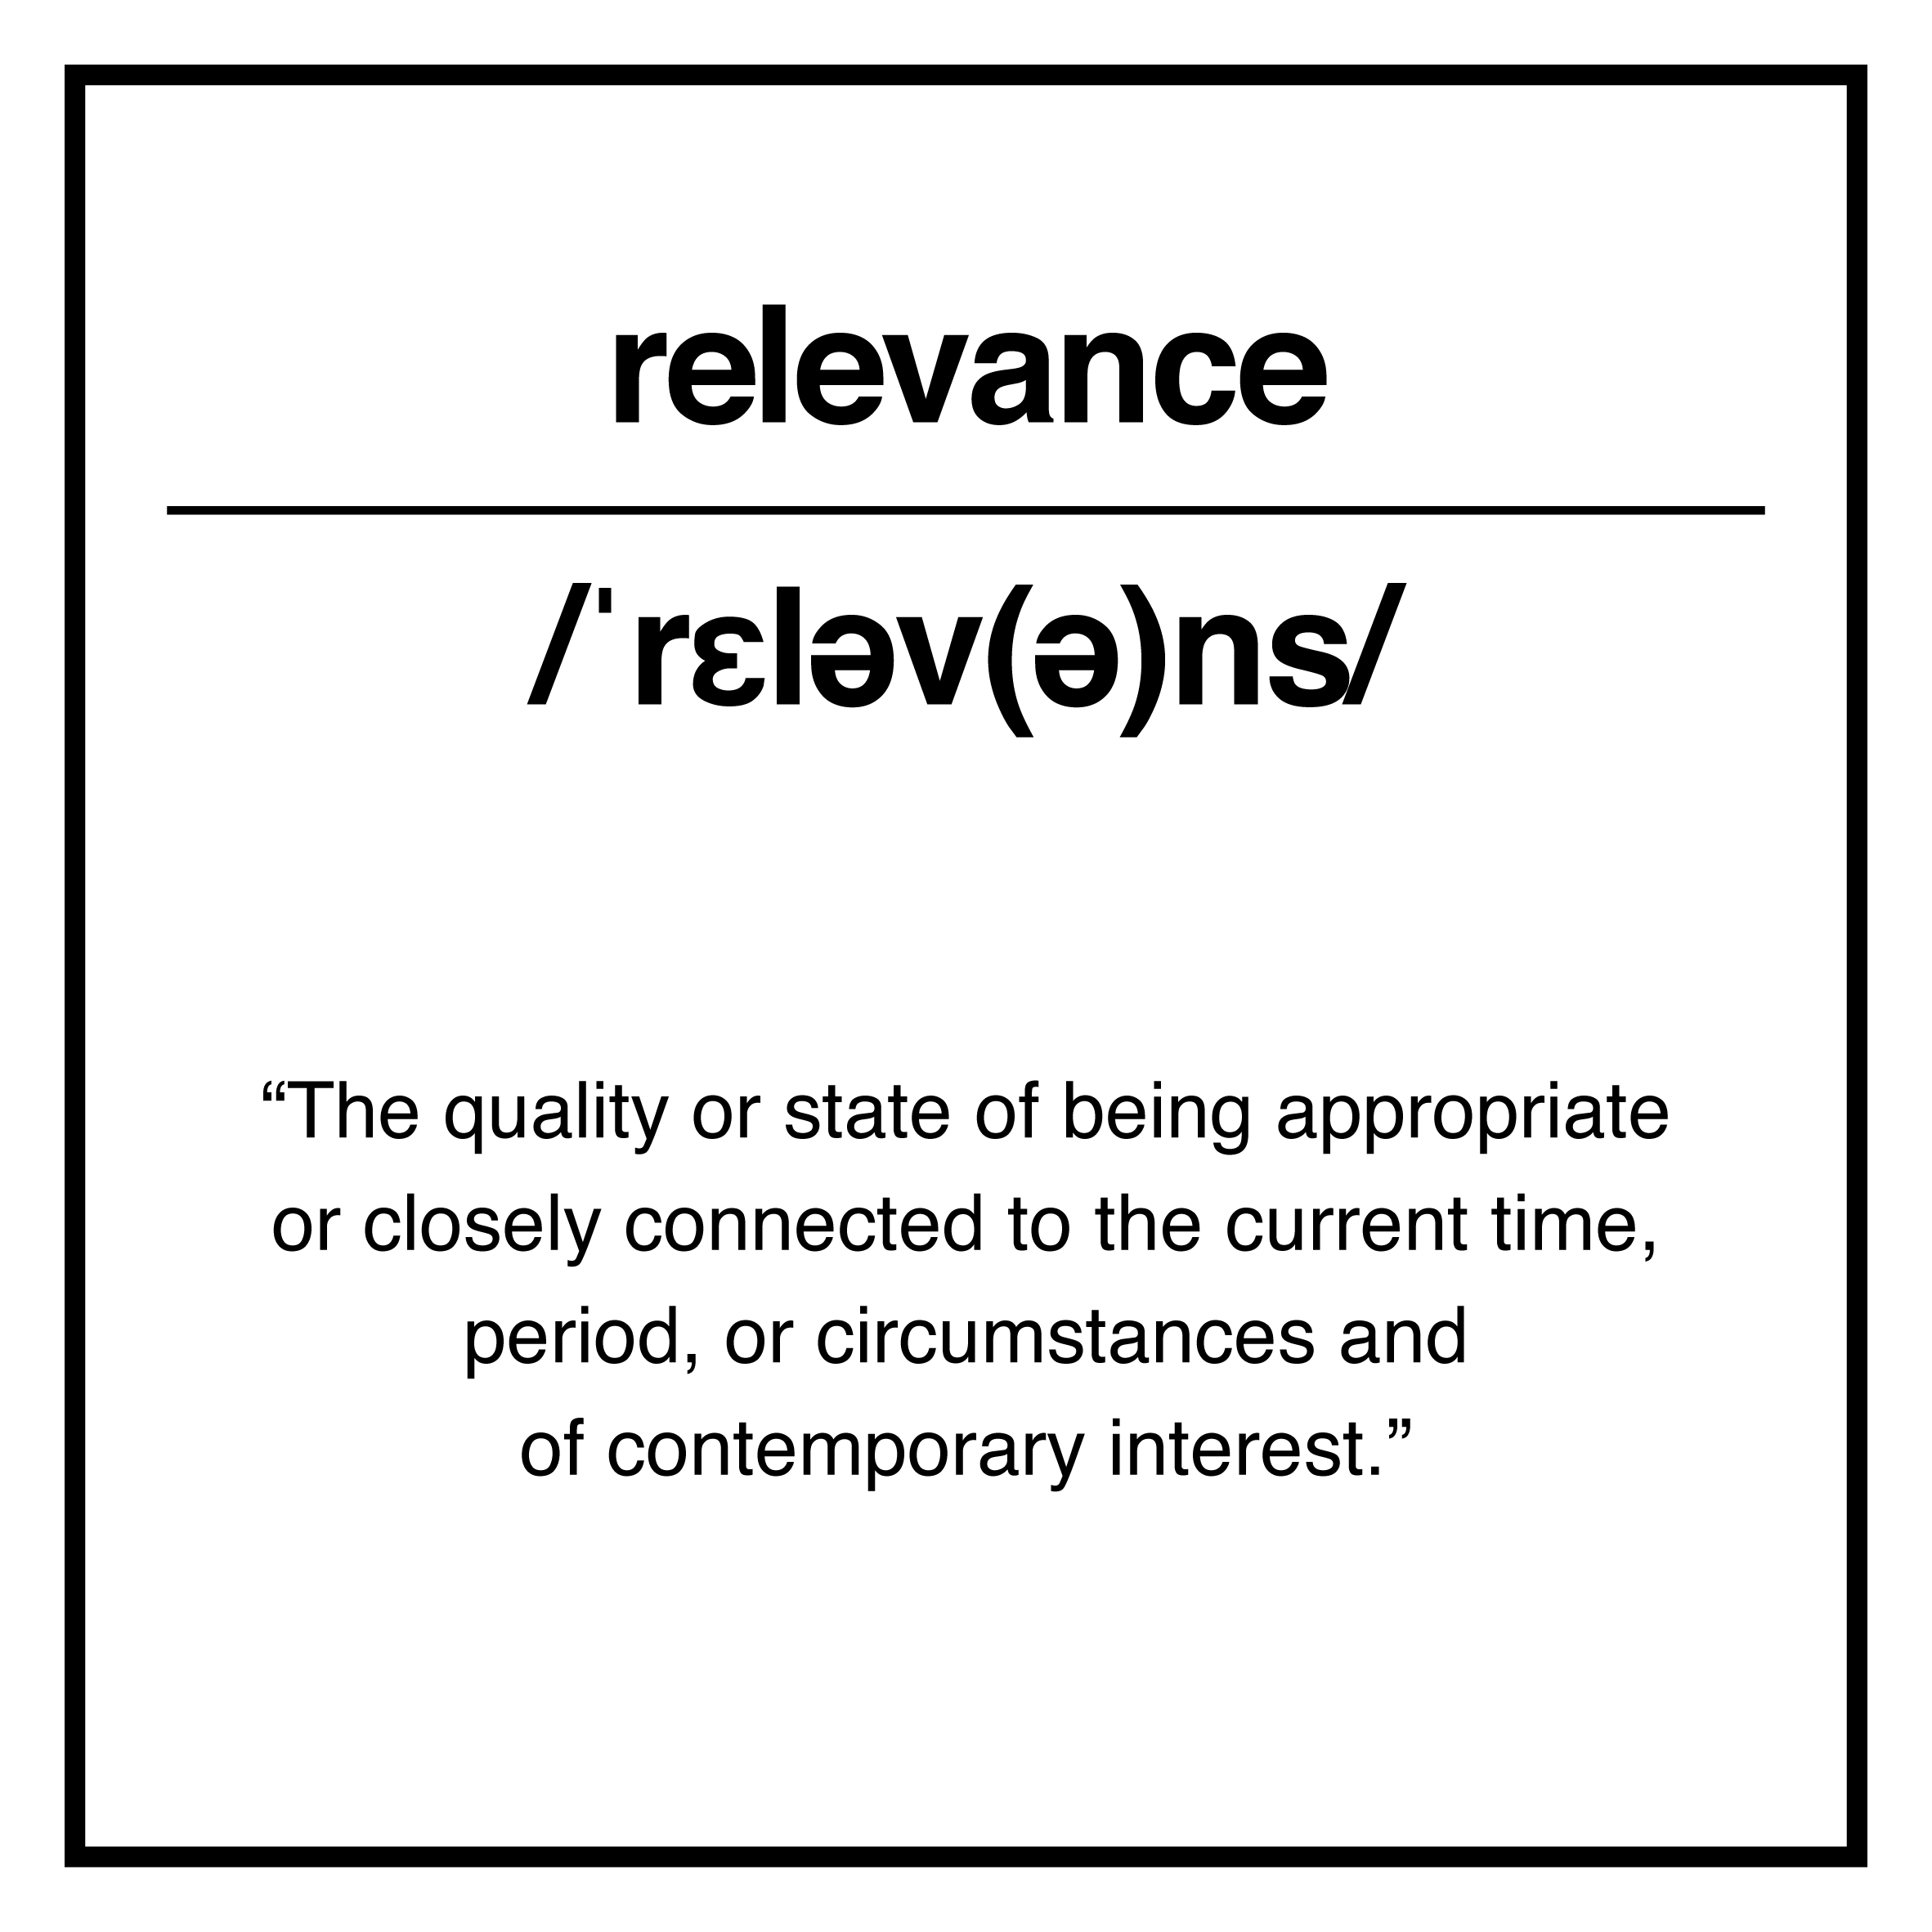 relevance
/ˈrɛləv(ə)ns/
“The quality or state of being appropriate
or closely connected to the current time,
period, or circumstances and
of contemporary interest.”